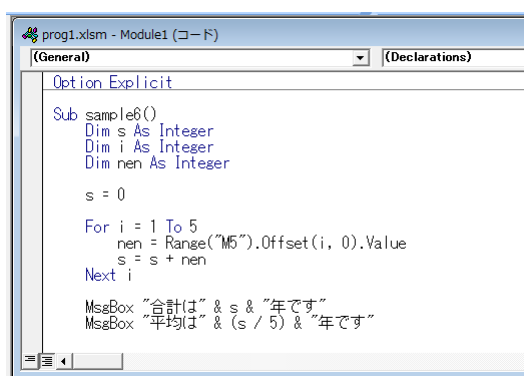 prog1.xlsm - Module1 (コード)
(General) (Declarations)
Option Explicit
Sub sample6()
Dim s As Integer
Dim i As Integer
Dim nen As Integer
s = 0
For i = 1 To 5
nen = Range("M5").Offset(i, 0).Value
s = s + nen
Next i
MsgBox "合計は" & s & "年です"
MsgBox "平均は" & (s / 5) & "年です"